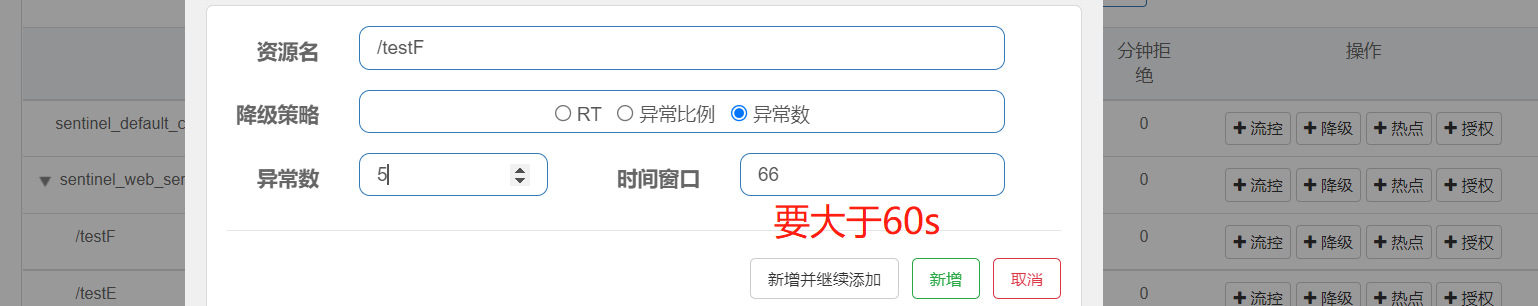 资源名
/testF
分钟拒
绝
操作
降级策略
RT 异常比例 异常数
sentinel_default_c
0
流控 降级 热点 授权
异常数
5
时间窗口
66
sentinel_web_ser
0
流控 降级 热点 授权
要大于60s
/testF
0
流控 降级 热点 授权
新增并继续添加
新增
取消
/testE
0
流控 降级 热点 授权